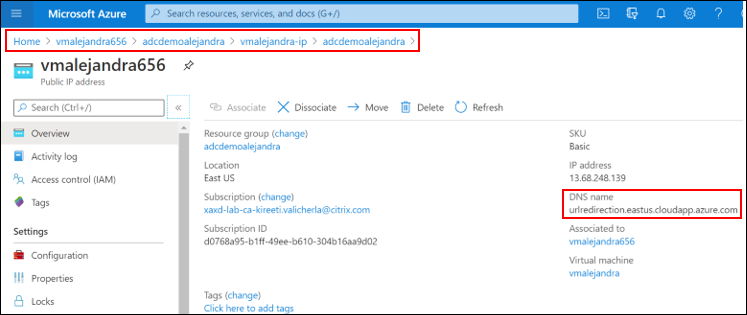 Microsoft Azure
Search resources, services, and docs (G+/)
Home > vmalejandra656 > adcdemoalejandra > vmalejandra-ip > adcdemoalejandra >
vmalejandra656
Public IP address
Search (Ctrl+/)
«
Associate
Dissociate
Move
Delete
Refresh
Overview
Activity log
Access control (IAM)
Tags
Settings
Configuration
Properties
Locks
Resource group (change)
adcdemoalejandra
Location
East US
Subscription (change)
xaxd-lab-ca-kireeti.valicherla@citrix.com
Subscription ID
d0768a95-b1ff-49ee-b610-304b16aa9d02
Tags (change)
Click here to add tags
SKU
Basic
IP address
13.68.248.139
DNS name
urlredirection.eastus.cloudapp.azure.com
Associated to
vmalejandra656
Virtual machine
vmalejandra